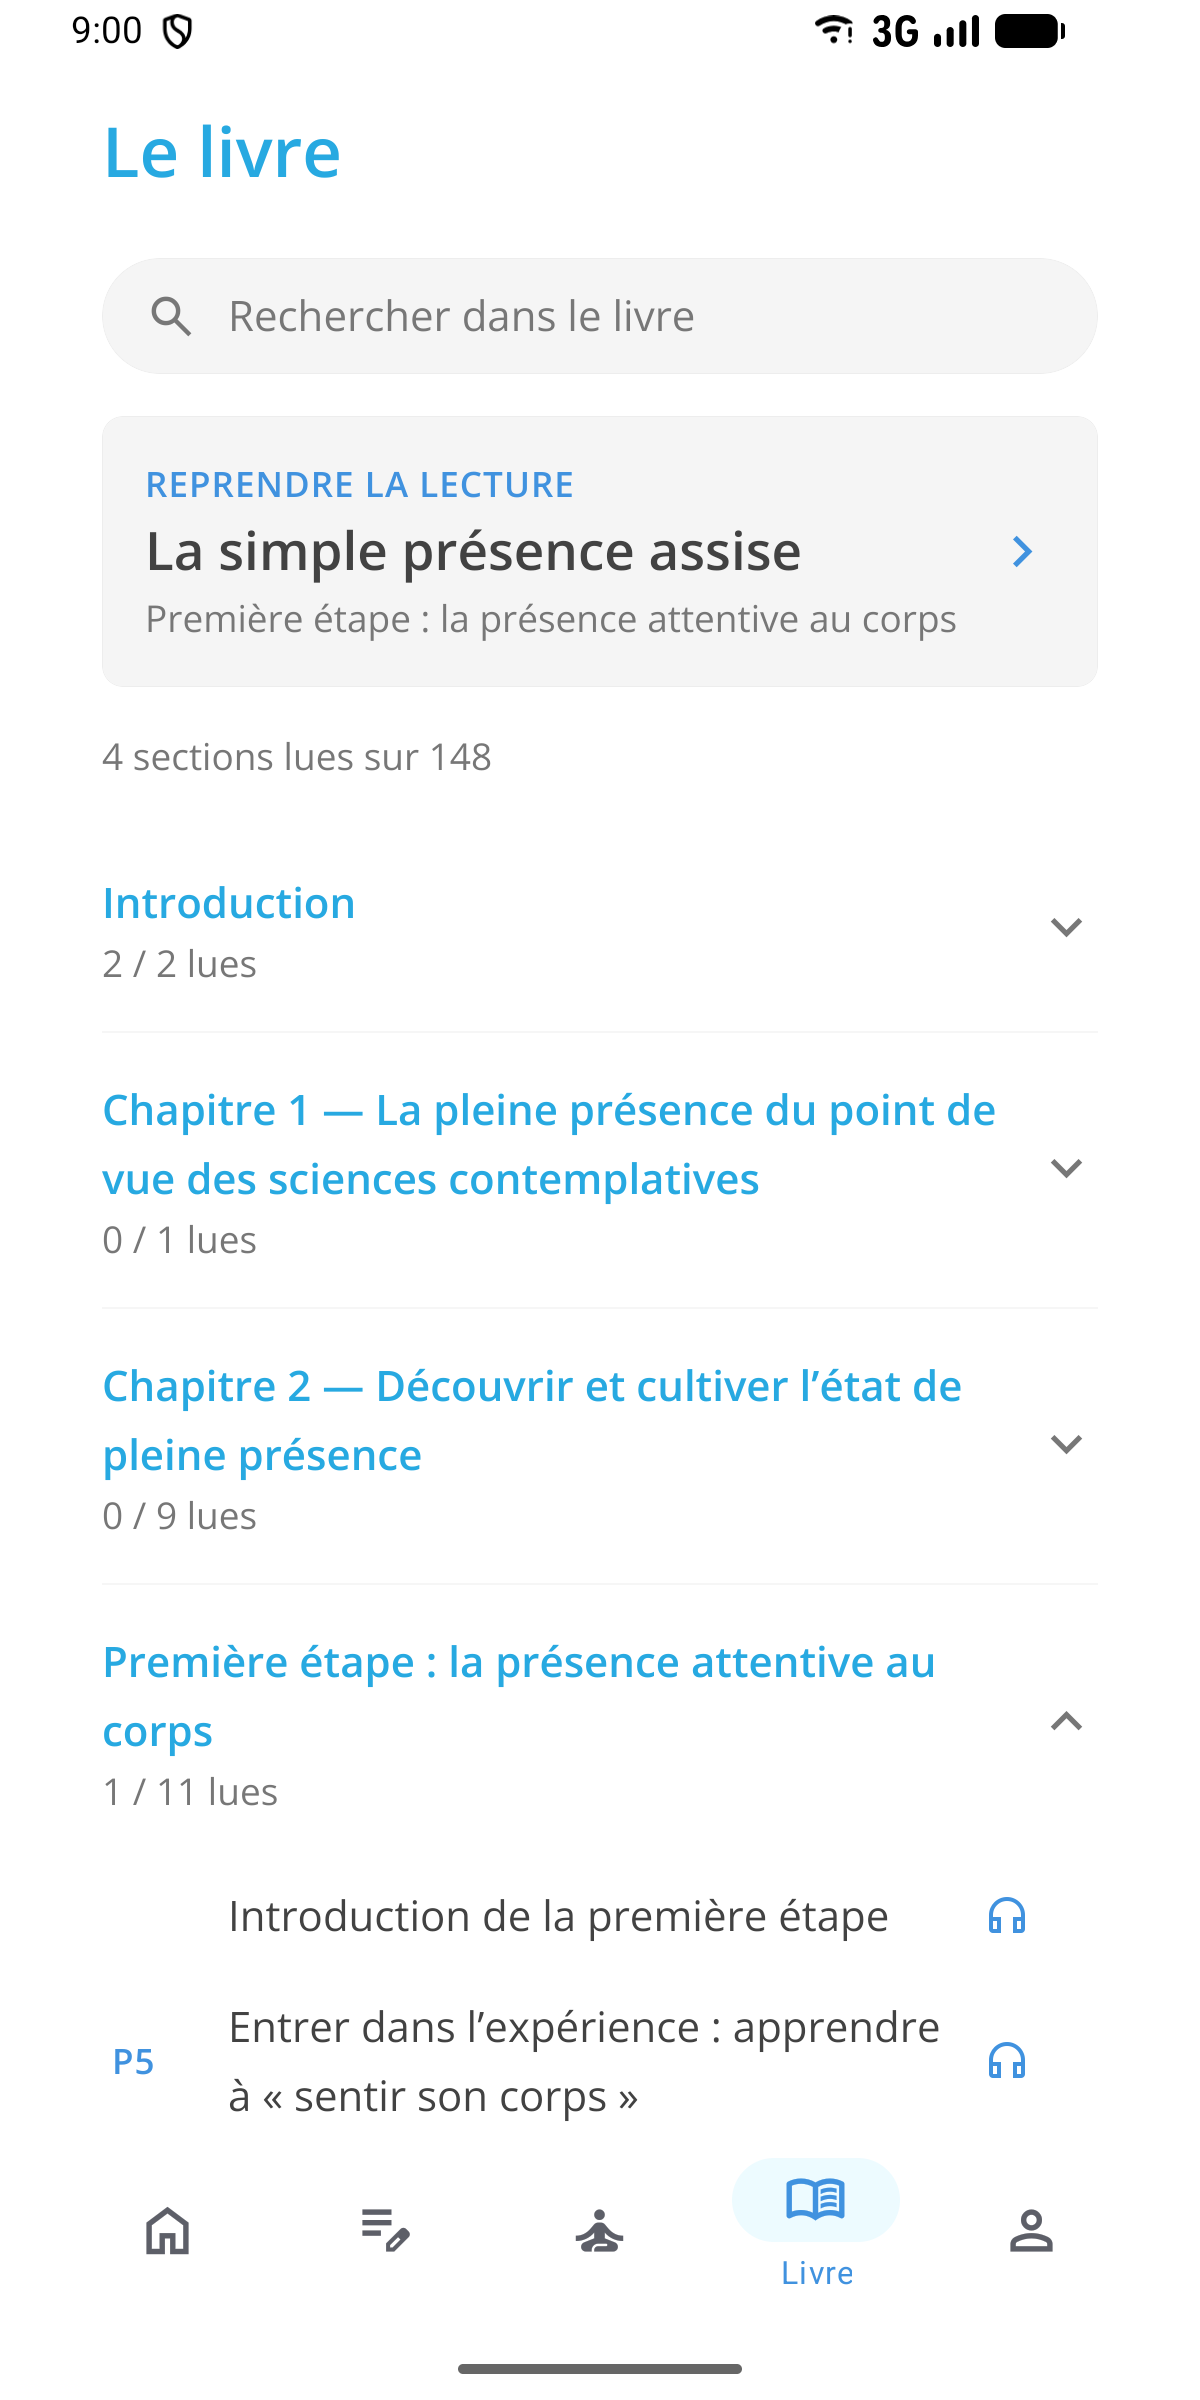 9:00
3G
Le livre
Rechercher dans le livre
REPRENDRE LA LECTURE
La simple présence assise
Première étape : la présence attentive au corps
4 sections lues sur 148
Introduction
2 / 2 lues
Chapitre 1 — La pleine présence du point de
vue des sciences contemplatives
0 / 1 lues
Chapitre 2 — Découvrir et cultiver l’état de
pleine présence
0 / 9 lues
Première étape : la présence attentive au
corps
1 / 11 lues
Introduction de la première étape
P5
Entrer dans l’expérience : apprendre
à « sentir son corps »
Livre